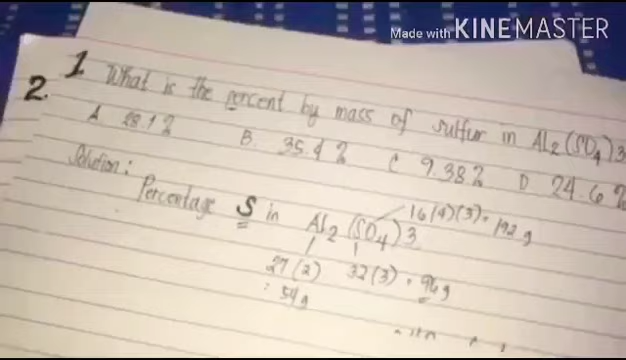 Made with KINEMASTER
1 What is the percent by mass of sulfur in Al2(SO4)3
2.
A 28.1 % B. 35.4 % C 9.38 % D 24.6 %
Solution:
Percentage S in Al2 (SO4)3
16(4)(3) = 192 g
27(2) 32(3) = 96 g
: 54 g